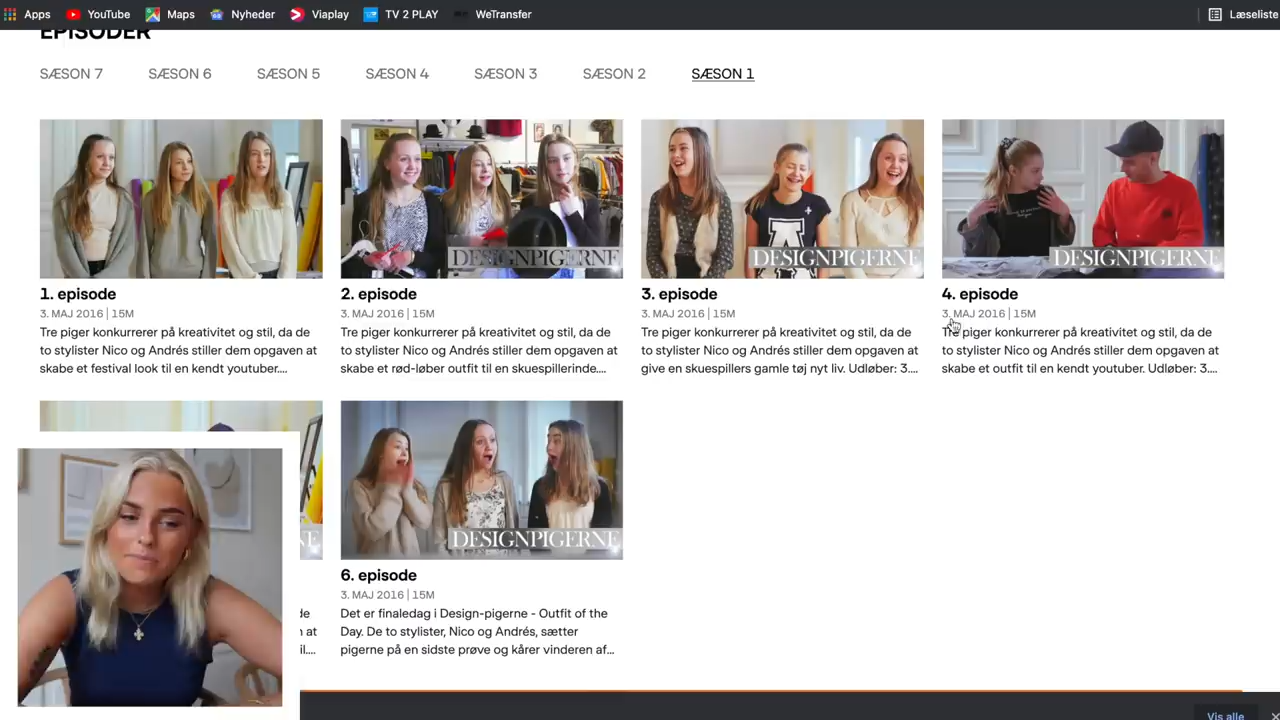 Apps YouTube Maps Nyheder Viaplay TV 2 PLAY WeTransfer Læseliste
EPISODER
SÆSON 7 SÆSON 6 SÆSON 5 SÆSON 4 SÆSON 3 SÆSON 2 SÆSON 1
DESIGNPIGERNE
DESIGNPIGERNE
DESIGNPIGERNE
1. episode
3. MAJ 2016 | 15M
Tre piger konkurrerer på kreativitet og stil, da de
to stylister Nico og Andrés stiller dem opgaven at
skabe et festival look til en kendt youtuber....
2. episode
3. MAJ 2016 | 15M
Tre piger konkurrerer på kreativitet og stil, da de
to stylister Nico og Andrés stiller dem opgaven at
skabe et rød-løber outfit til en skuespillerinde....
3. episode
3. MAJ 2016 | 15M
Tre piger konkurrerer på kreativitet og stil, da de
to stylister Nico og Andrés stiller dem opgaven at
give en skuespillers gamle tøj nyt liv. Udløber: 3....
4. episode
3. MAJ 2016 | 15M
Tre piger konkurrerer på kreativitet og stil, da de
to stylister Nico og Andrés stiller dem opgaven at
skabe et outfit til en kendt youtuber. Udløber: 3....
NE
de
n at
il....
DESIGNPIGERNE
6. episode
3. MAJ 2016 | 15M
Det er finaledag i Design-pigerne - Outfit of the
Day. De to stylister, Nico og Andrés, sætter
pigerne på en sidste prøve og kårer vinderen af...
Vis alle